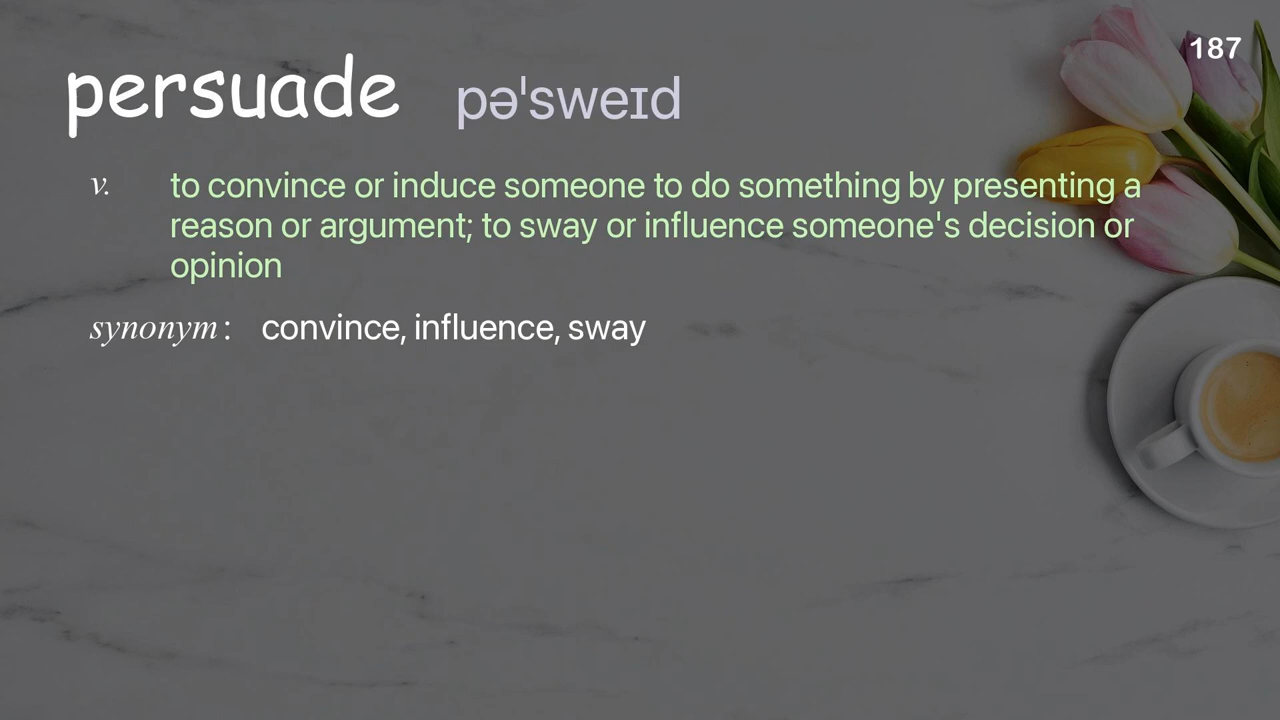 187
persuade pəˈsweɪd
v. to convince or induce someone to do something by presenting a
reason or argument; to sway or influence someone's decision or
opinion
synonym: convince, influence, sway